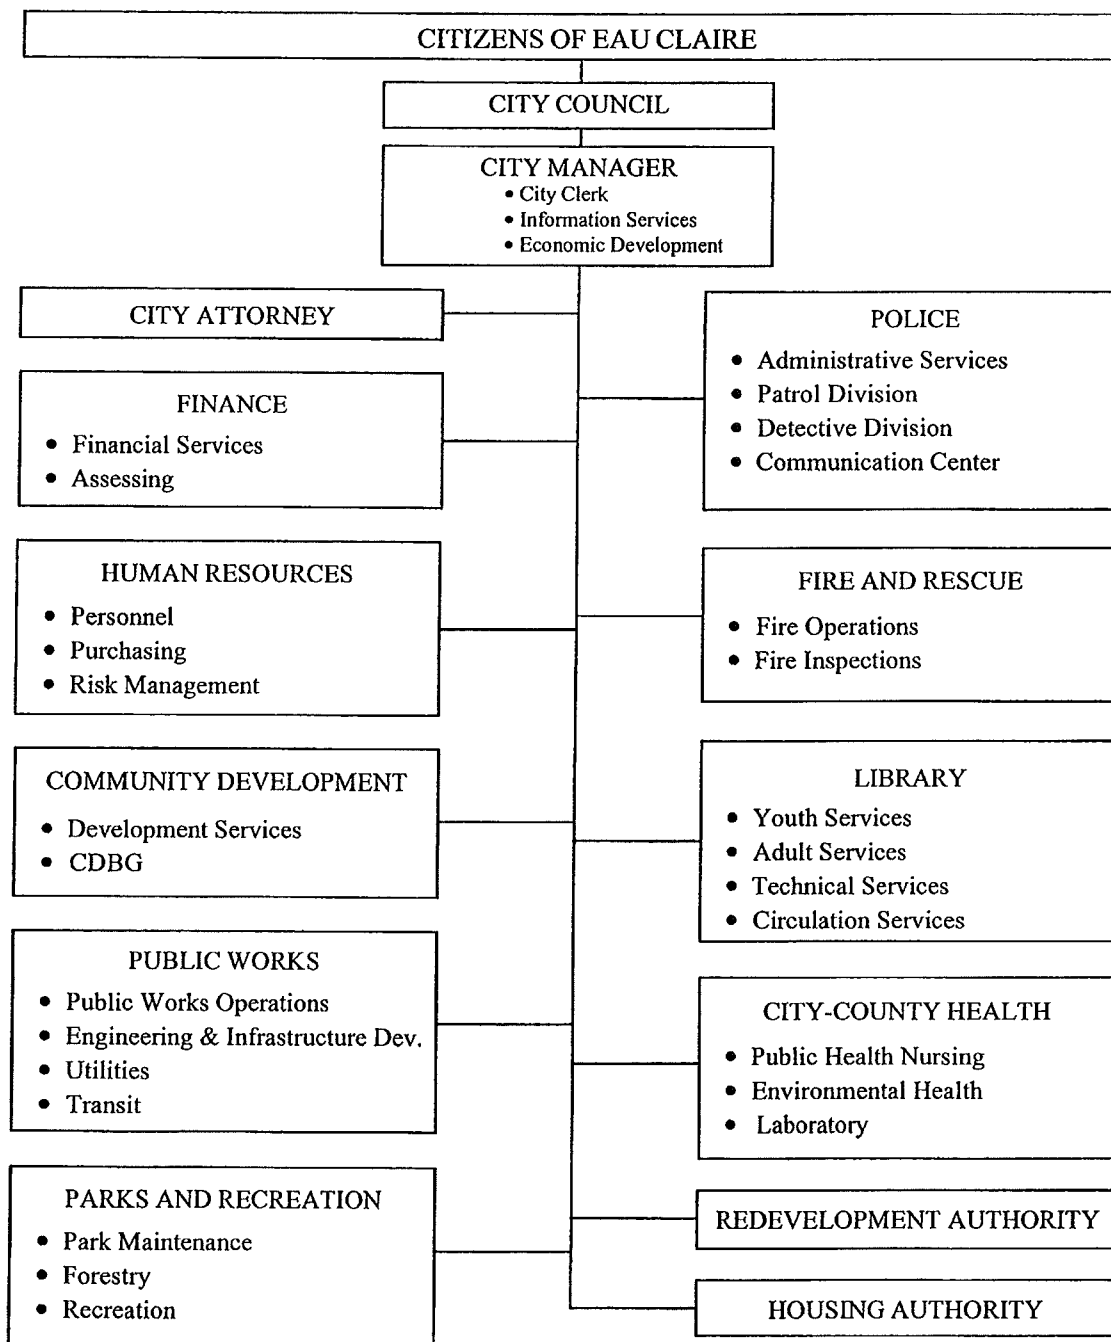 CITIZENS OF EAU CLAIRE
CITY COUNCIL
CITY MANAGER
• City Clerk
• Information Services
• Economic Development
CITY ATTORNEY
FINANCE
• Financial Services
• Assessing
HUMAN RESOURCES
• Personnel
• Purchasing
• Risk Management
COMMUNITY DEVELOPMENT
• Development Services
• CDBG
PUBLIC WORKS
• Public Works Operations
• Engineering & Infrastructure Dev.
• Utilities
• Transit
PARKS AND RECREATION
• Park Maintenance
• Forestry
• Recreation
POLICE
• Administrative Services
• Patrol Division
• Detective Division
• Communication Center
FIRE AND RESCUE
• Fire Operations
• Fire Inspections
LIBRARY
• Youth Services
• Adult Services
• Technical Services
• Circulation Services
CITY-COUNTY HEALTH
• Public Health Nursing
• Environmental Health
• Laboratory
REDEVELOPMENT AUTHORITY
HOUSING AUTHORITY